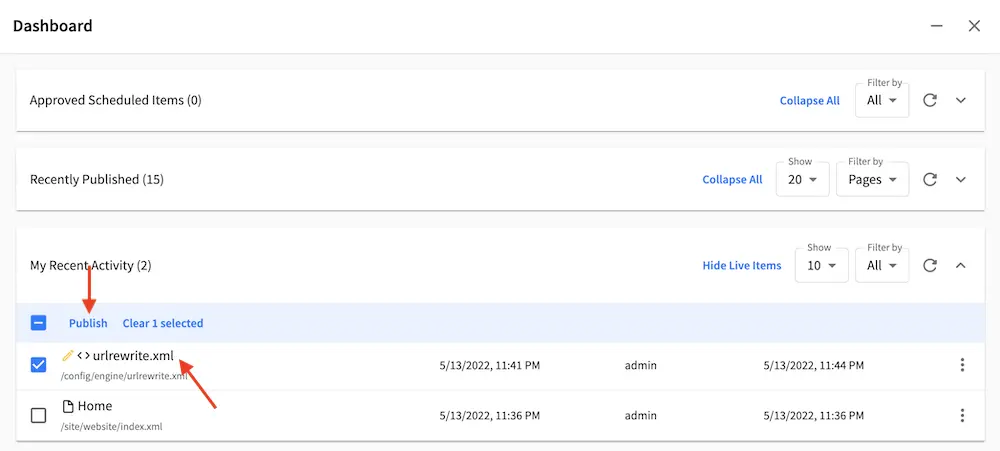 Dashboard
Filter by
Approved Scheduled Items (0) Collapse All All
Show Filter by
Recently Published (15) Collapse All 20 Pages
Show Filter by
My Recent Activity (2) Hide Live Items 10 All
Publish Clear 1 selected
urlrewrite.xml 5/13/2022, 11:41 PM admin 5/13/2022, 11:44 PM
/config/engine/urlrewrite.xml
Home 5/13/2022, 11:36 PM admin 5/13/2022, 11:36 PM
/site/website/index.xml